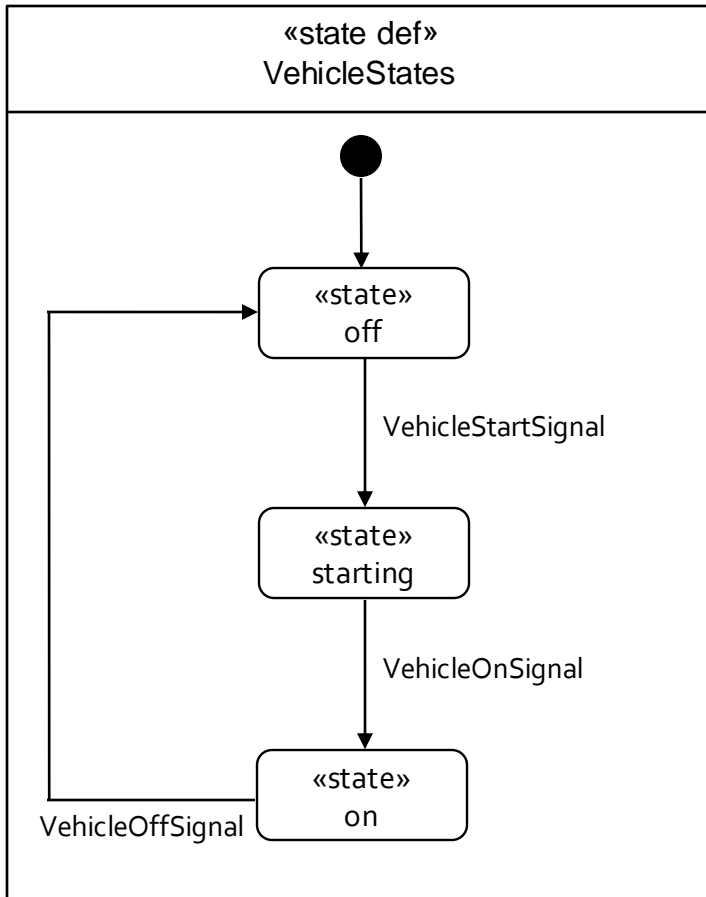 «state def»
VehicleStates
«state»
off
VehicleStartSignal
«state»
starting
VehicleOnSignal
«state»
on
VehicleOffSignal